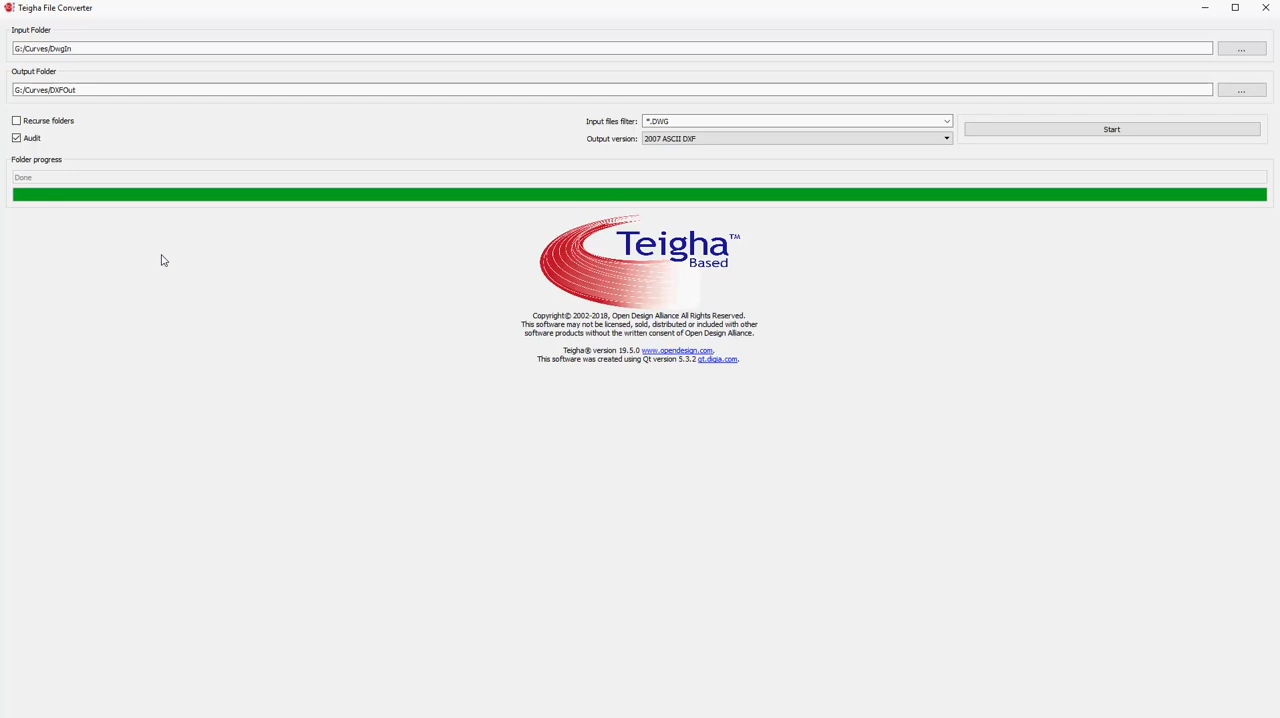 Teigha File Converter
Input Folder
G:/Curves/DwgIn
...
Output Folder
G:/Curves/DXFOut
...
Recurse folders
Audit
Input files filter: *.DWG
Output version: 2007 ASCII DXF
Start
Folder progress
Done
Teigha™
Based
Copyright© 2002-2018, Open Design Alliance All Rights Reserved.
This software may not be licensed, sold, distributed or included with other
software products without the written consent of Open Design Alliance.
Teigha® version 19.5.0 www.opendesign.com.
This software was created using Qt version 5.3.2 qt.digia.com.